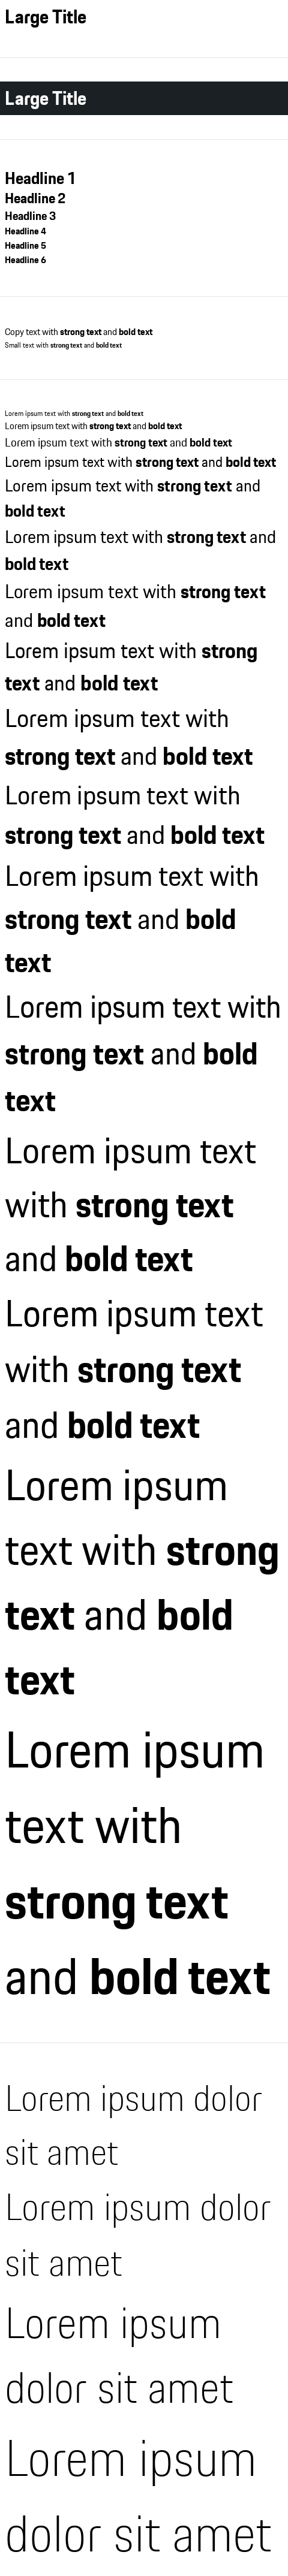 Large Title
Large Title
Headline 1
Headline 2
Headline 3
Headline 4
Headline 5
Headline 6
Copy text with strong text and bold text
Small text with strong text and bold text
Lorem ipsum text with strong text and bold text
Lorem ipsum text with strong text and bold text
Lorem ipsum text with strong text and bold text
Lorem ipsum text with strong text and bold text
Lorem ipsum text with strong text and
bold text
Lorem ipsum text with strong text and
bold text
Lorem ipsum text with strong text
and bold text
Lorem ipsum text with strong
text and bold text
Lorem ipsum text with
strong text and bold text
Lorem ipsum text with
strong text and bold text
Lorem ipsum text with
strong text and bold
text
Lorem ipsum text with
strong text and bold
text
Lorem ipsum text
with strong text
and bold text
Lorem ipsum text
with strong text
and bold text
Lorem ipsum
text with strong
text and bold
text
Lorem ipsum
text with
strong text
and bold text
Lorem ipsum dolor
sit amet
Lorem ipsum dolor
sit amet
Lorem ipsum
dolor sit amet
Lorem ipsum
dolor sit amet